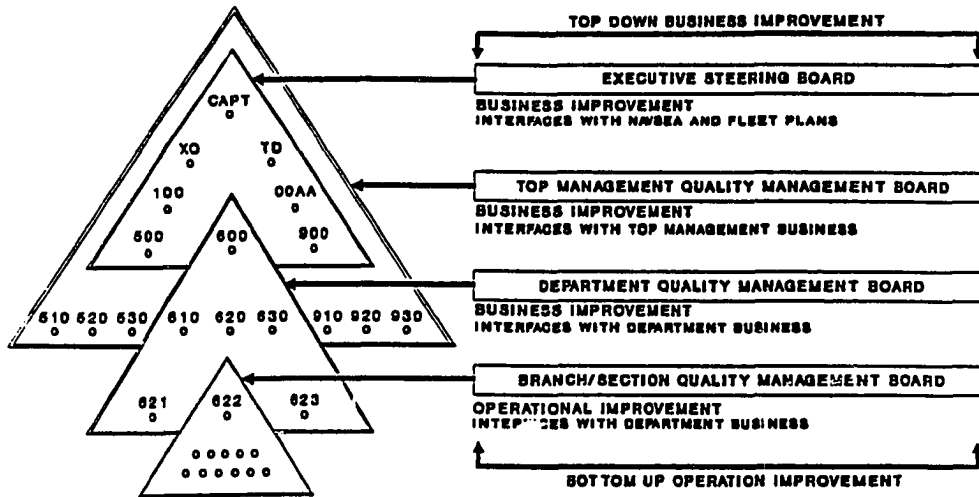 TOP DOWN BUSINESS IMPROVEMENT
EXECUTIVE STEERING BOARD
BUSINESS IMPROVEMENT
INTERFACES WITH NAVSEA AND FLEET PLANS
TOP MANAGEMENT QUALITY MANAGEMENT BOARD
BUSINESS IMPROVEMENT
INTERFACES WITH TOP MANAGEMENT BUSINESS
DEPARTMENT QUALITY MANAGEMENT BOARD
BUSINESS IMPROVEMENT
INTERFACES WITH DEPARTMENT BUSINESS
BRANCH/SECTION QUALITY MANAGEMENT BOARD
OPERATIONAL IMPROVEMENT
WITH DEPARTMENT BUSINESS
BOTTOM UP OPERATION IMPROVEMENT
CAPT
XO TD
100 00AA
500 600 900
510 520 530 610 620 630 910 920 930
621 622 623